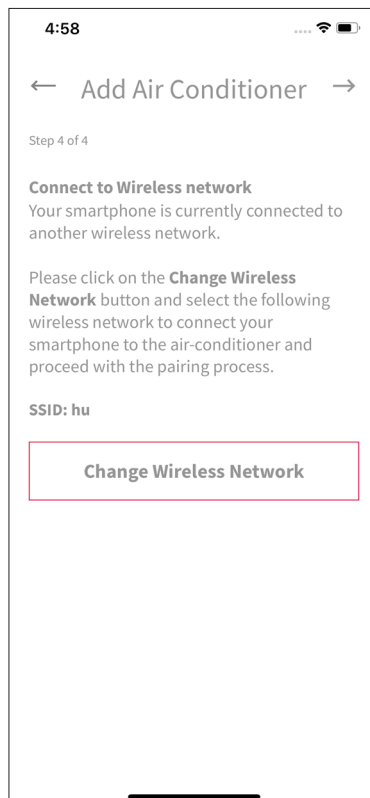 4:58
← Add Air Conditioner →
Step 4 of 4
Connect to Wireless network
Your smartphone is currently connected to
another wireless network.
Please click on the Change Wireless
Network button and select the following
wireless network to connect your
smartphone to the air-conditioner and
proceed with the pairing process.
SSID: hu
Change Wireless Network